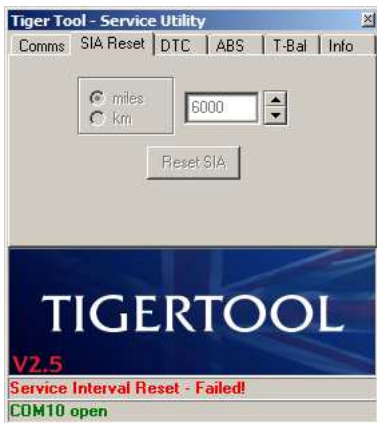 Tiger Tool - Service Utility
Comms SIA Reset DTC ABS T-Bal Info
miles
6000
km
Reset SIA
TIGERTOOL
V2.5
Service Interval Reset - Failed!
COM10 open